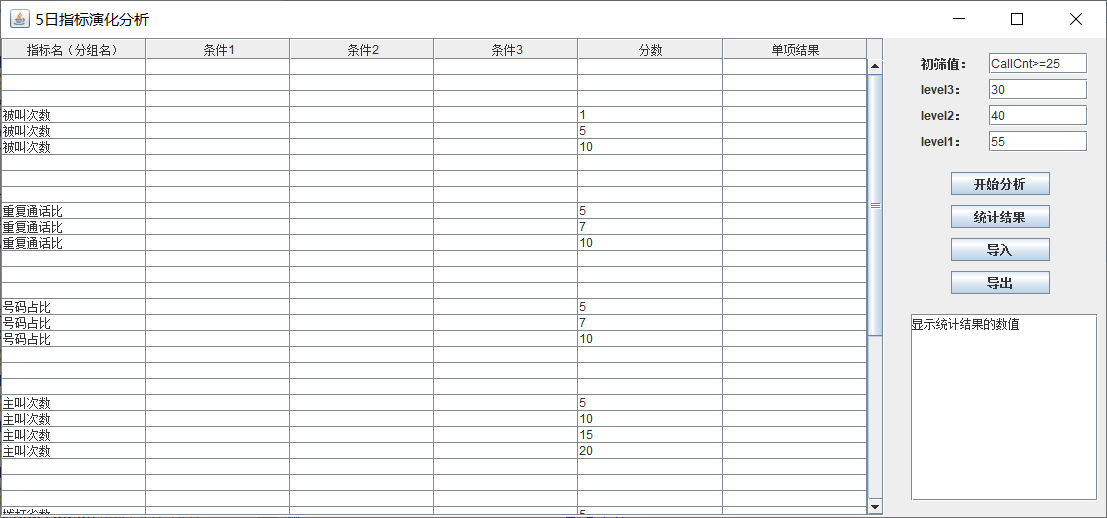 5日指标演化分析
指标名（分组名） 条件1 条件2 条件3 分数 单项结果
被叫次数 1
被叫次数 5
被叫次数 10
重复通话比 5
重复通话比 7
重复通话比 10
号码占比 5
号码占比 7
号码占比 10
主叫次数 5
主叫次数 10
主叫次数 15
主叫次数 20
初筛值： CallCnt>=25
level3： 30
level2： 40
level1： 55
开始分析
统计结果
导入
导出
显示统计结果的数值